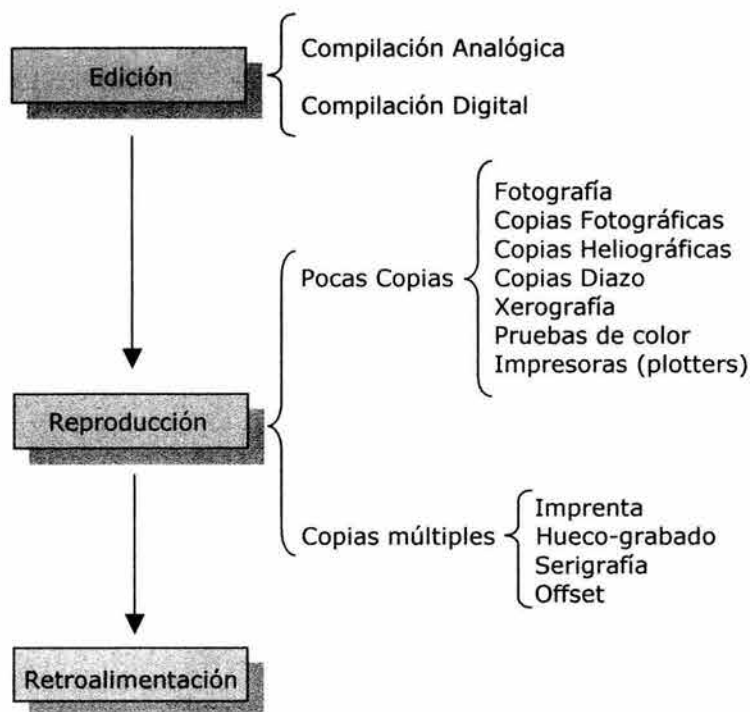 Edición
Compilación Analógica
Compilación Digital
Reproducción
Pocas Copias
Fotografía
Copias Fotográficas
Copias Heliográficas
Copias Diazo
Xerografía
Pruebas de color
Impresoras (plotters)
Copias múltiples
Imprenta
Hueco-grabado
Serigrafía
Offset
Retroalimentación